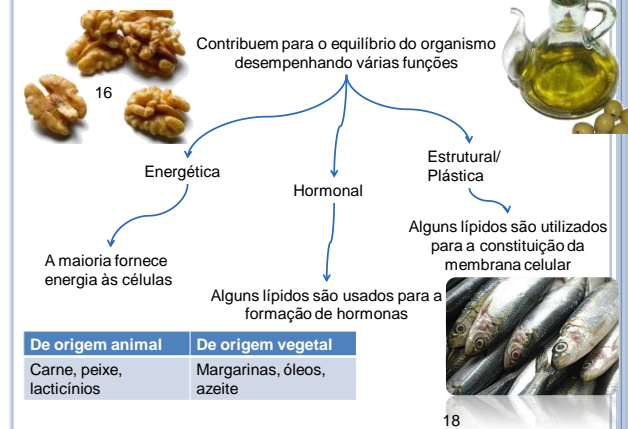 Contribuem para o equilíbrio do organismo
desempenhando várias funções
16
Energética
Hormonal
Estrutural/
Plástica
A maioria fornece
energia às células
Alguns lípidos são usados para a
formação de hormonas
Alguns lípidos são utilizados
para a constituição da
membrana celular
De origem animal
De origem vegetal
Carne, peixe,
lacticínios
Margarinas, óleos,
azeite
18